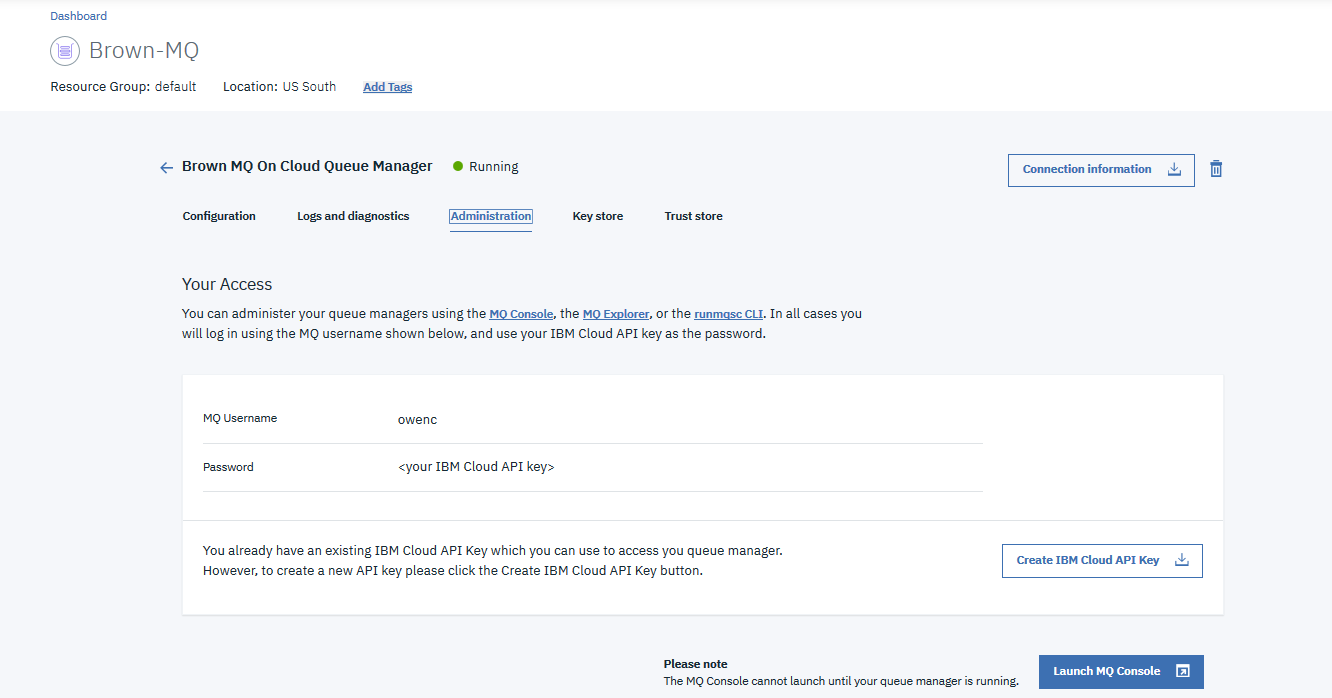 Dashboard
Brown-MQ
Resource Group: default Location: US South Add Tags
Brown MQ On Cloud Queue Manager Running
Connection information
Configuration Logs and diagnostics Administration Key store Trust store
Your Access
You can administer your queue managers using the MQ Console, the MQ Explorer, or the runmqsc CLI. In all cases you
will log in using the MQ username shown below, and use your IBM Cloud API key as the password.
MQ Username owenc
Password <your IBM Cloud API key>
You already have an existing IBM Cloud API Key which you can use to access you queue manager.
However, to create a new API key please click the Create IBM Cloud API Key button.
Create IBM Cloud API Key
Please note
The MQ Console cannot launch until your queue manager is running.
Launch MQ Console